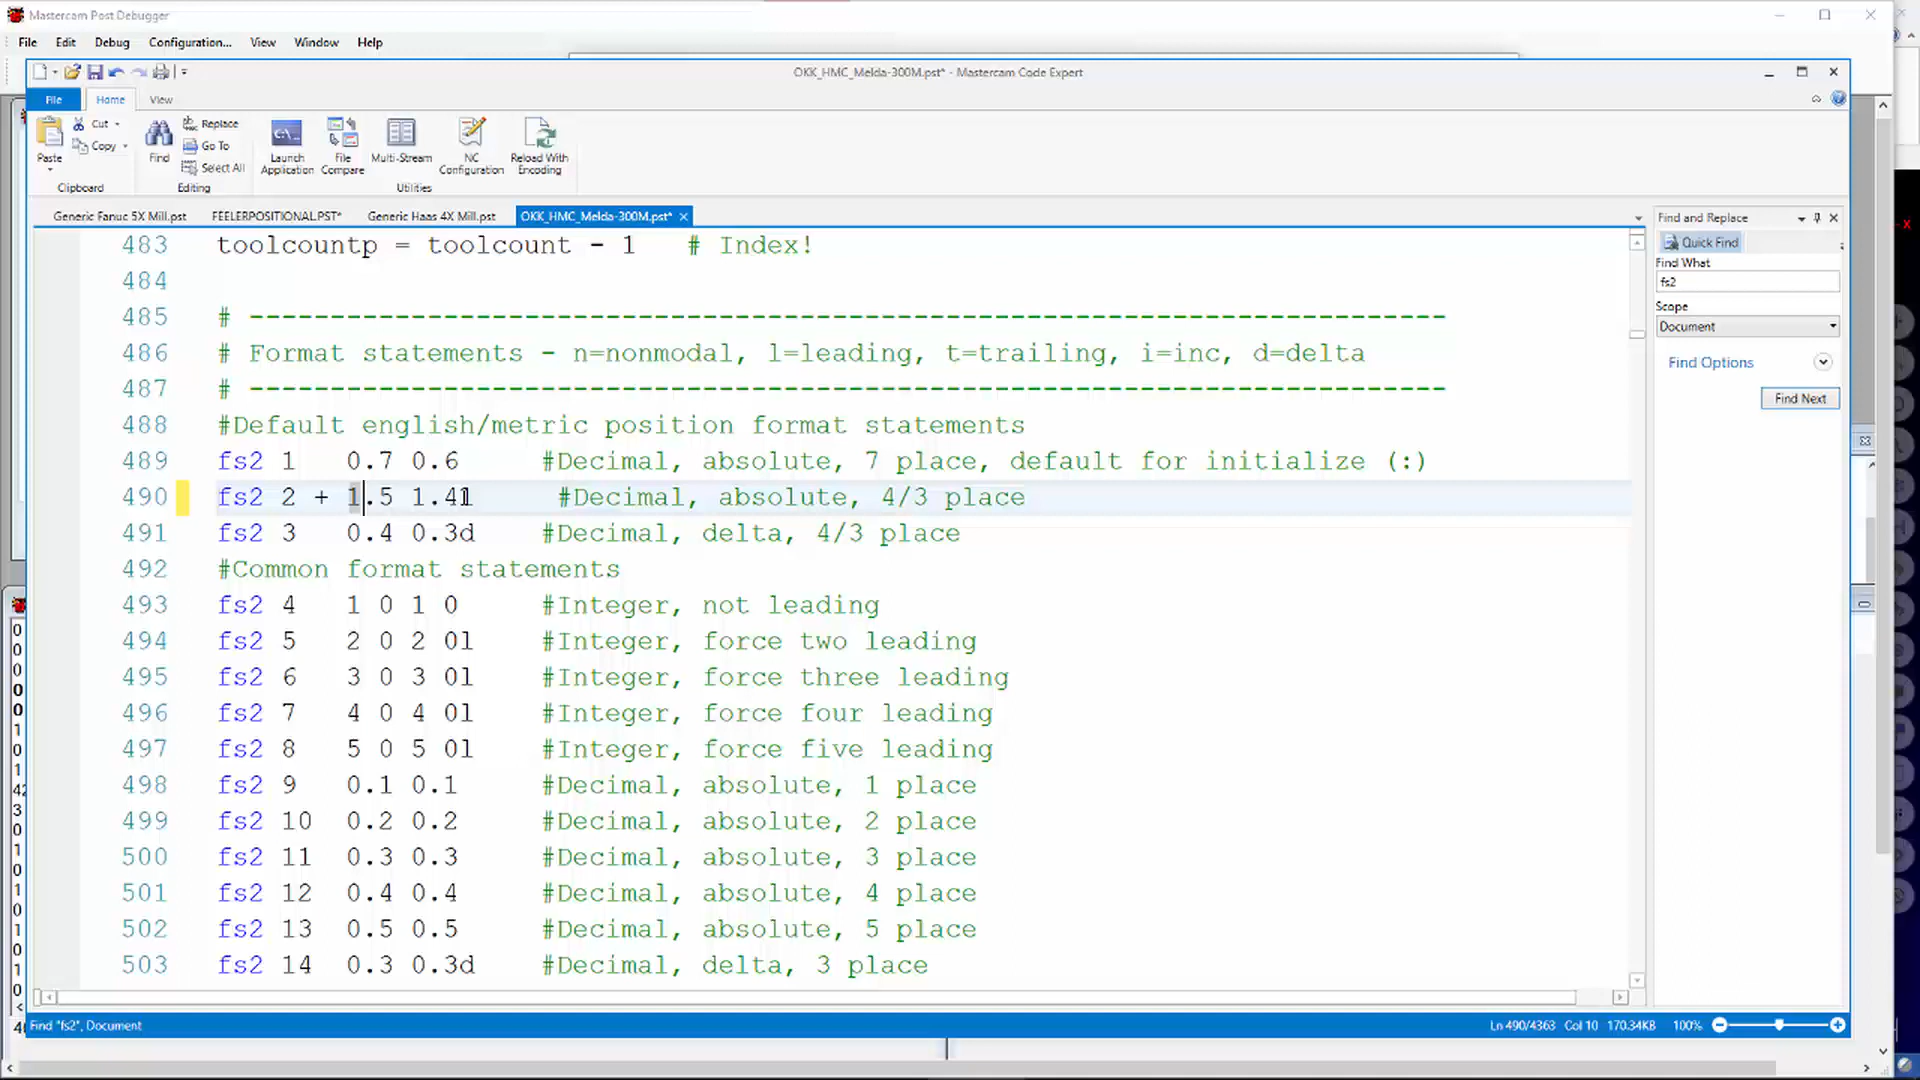 Mastercam Post Debugger
File Edit Debug Configuration... View Window Help
OKK_HMC_Melda-300M.pst* - Mastercam Code Expert
File Home View
Paste
Cut
Copy
Clipboard
Find
Replace
Go To
Select All
Editing
C:\
Launch Application
File Compare
Multi-Stream
NC Configuration
Reload With Encoding
Utilities
Generic Fanuc 5X Mill.pst FEELERPOSITIONAL.PST* Generic Haas 4X Mill.pst OKK_HMC_Melda-300M.pst*
483 toolcountp = toolcount - 1 # Index!
484
485 # --------------------------------------------------------------------------
486 # Format statements - n=nonmodal, l=leading, t=trailing, i=inc, d=delta
487 # --------------------------------------------------------------------------
488 #Default english/metric position format statements
489 fs2 1 0.7 0.6 #Decimal, absolute, 7 place, default for initialize (:)
490 fs2 2 + 1.5 1.4l #Decimal, absolute, 4/3 place
491 fs2 3 0.4 0.3d #Decimal, delta, 4/3 place
492 #Common format statements
493 fs2 4 1 0 1 0 #Integer, not leading
494 fs2 5 2 0 2 0l #Integer, force two leading
495 fs2 6 3 0 3 0l #Integer, force three leading
496 fs2 7 4 0 4 0l #Integer, force four leading
497 fs2 8 5 0 5 0l #Integer, force five leading
498 fs2 9 0.1 0.1 #Decimal, absolute, 1 place
499 fs2 10 0.2 0.2 #Decimal, absolute, 2 place
500 fs2 11 0.3 0.3 #Decimal, absolute, 3 place
501 fs2 12 0.4 0.4 #Decimal, absolute, 4 place
502 fs2 13 0.5 0.5 #Decimal, absolute, 5 place
503 fs2 14 0.3 0.3d #Decimal, delta, 3 place
Find and Replace
Quick Find
Find What
fs2
Scope
Document
Find Options
Find Next
Find "fs2", Document
Ln 490/4363 Col 10 170.34KB 100%